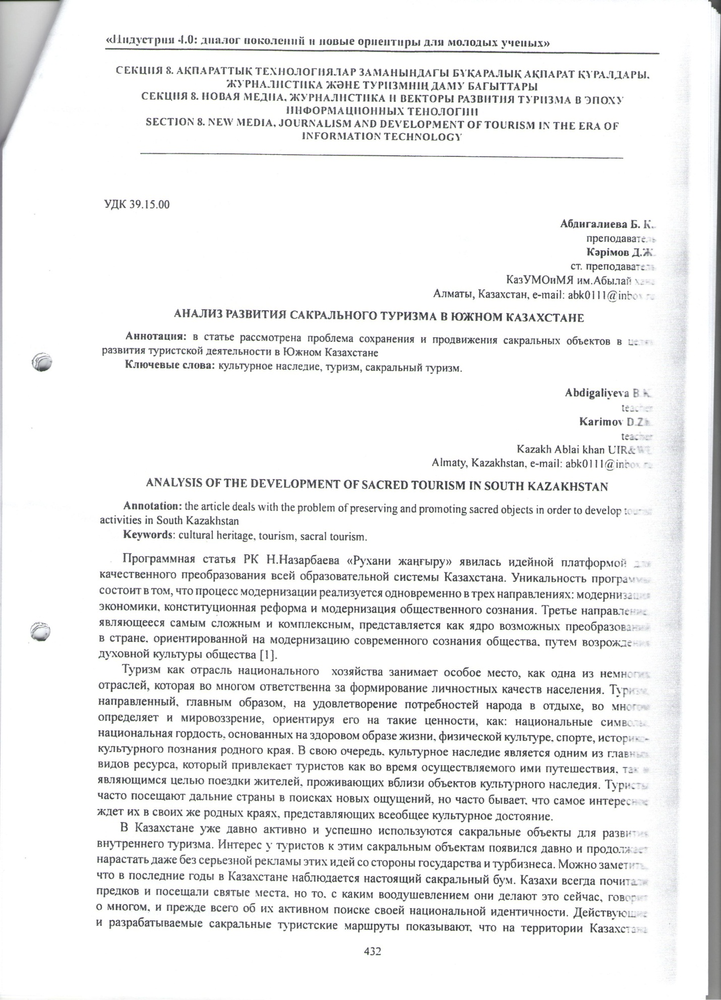 «Индустрия 4.0: диалог поколений и новые ориентиры для молодых ученых»
СЕКЦИЯ 8. АҚПАРАТТЫҚ ТЕХНОЛОГИЯЛАР ЗАМАНЫНДАГЫ БҰҚАРАЛЫҚ АҚПАРАТ ҚҰРАЛДАРЫ.
ЖУРНАЛИСТИКА ЖӘНЕ ТУРИЗМНІҢ ДАМУ БАГЫТТАРЫ
СЕКЦИЯ 8. НОВАЯ МЕДИА, ЖУРНАЛИСТИКА И ВЕКТОРЫ РАЗВИТИЯ ТУРИЗМА В ЭПОХУ
ИНФОРМАЦИОННЫХ ТЕНОЛОГИИ
SECTION 8. NEW MEDIA, JOURNALISM AND DEVELOPMENT OF TOURISM IN THE ERA OF
INFORMATION TECHNOLOGY
УДК 39.15.00
Абдигалиева Б. К.
преподаватель
Кәрімов Д.Ж.
ст. преподаватель
КазУМОиМЯ им.Абылай хана
Алматы, Казахстан, e-mail: abk0111@inbox.ru
АНАЛИЗ РАЗВИТИЯ САКРАЛЬНОГО ТУРИЗМА В ЮЖНОМ КАЗАХСТАНЕ
Аннотация: в статье рассмотрена проблема сохранения и продвижения сакральных объектов в целях
развития туристской деятельности в Южном Казахстане
Ключевые слова: культурное наследие, туризм, сакральный туризм.
Abdigaliyeva B.K.
teacher
Karimov D.Zh.
teacher
Kazakh Ablai khan UIR&WL
Almaty, Kazakhstan, e-mail: abk0111@inbox.ru
ANALYSIS OF THE DEVELOPMENT OF SACRED TOURISM IN SOUTH KAZAKHSTAN
Annotation: the article deals with the problem of preserving and promoting sacred objects in order to develop tourist
activities in South Kazakhstan
Keywords: cultural heritage, tourism, sacral tourism.
Программная статья РК Н.Назарбаева «Рухани жаңғыру» явилась идейной платформой для
качественного преобразования всей образовательной системы Казахстана. Уникальность программы
состоит в том, что процесс модернизации реализуется одновременно в трех направлениях: модернизация
экономики, конституционная реформа и модернизация общественного сознания. Третье направление,
являющееся самым сложным и комплексным, представляется как ядро возможных преобразований
в стране, ориентированной на модернизацию современного сознания общества, путем возрождения
духовной культуры общества [1].
Туризм как отрасль национального хозяйства занимает особое место, как одна из немногих
отраслей, которая во многом ответственна за формирование личностных качеств населения. Туризм,
направленный, главным образом, на удовлетворение потребностей народа в отдыхе, во многом
определяет и мировоззрение, ориентируя его на такие ценности, как: национальные символы,
национальная гордость, основанных на здоровом образе жизни, физической культуре, спорте, историко-
культурного познания родного края. В свою очередь, культурное наследие является одним из главных
видов ресурса, который привлекает туристов как во время осуществляемого ими путешествия, так и
являющимся целью поездки жителей, проживающих вблизи объектов культурного наследия. Туристы
часто посещают дальние страны в поисках новых ощущений, но часто бывает, что самое интересное
ждет их в своих же родных краях, представляющих всеобщее культурное достояние.
В Казахстане уже давно активно и успешно используются сакральные объекты для развития
внутреннего туризма. Интерес у туристов к этим сакральным объектам появился давно и продолжает
нарастать даже без серьезной рекламы этих идей со стороны государства и турбизнеса. Можно заметить,
что в последние годы в Казахстане наблюдается настоящий сакральный бум. Казахи всегда почитали
предков и посещали святые места, но то, с каким воодушевлением они делают это сейчас, говорит
о многом, и прежде всего об их активном поиске своей национальной идентичности. Действующие
и разрабатываемые сакральные туристские маршруты показывают, что на территории Казахстана
432